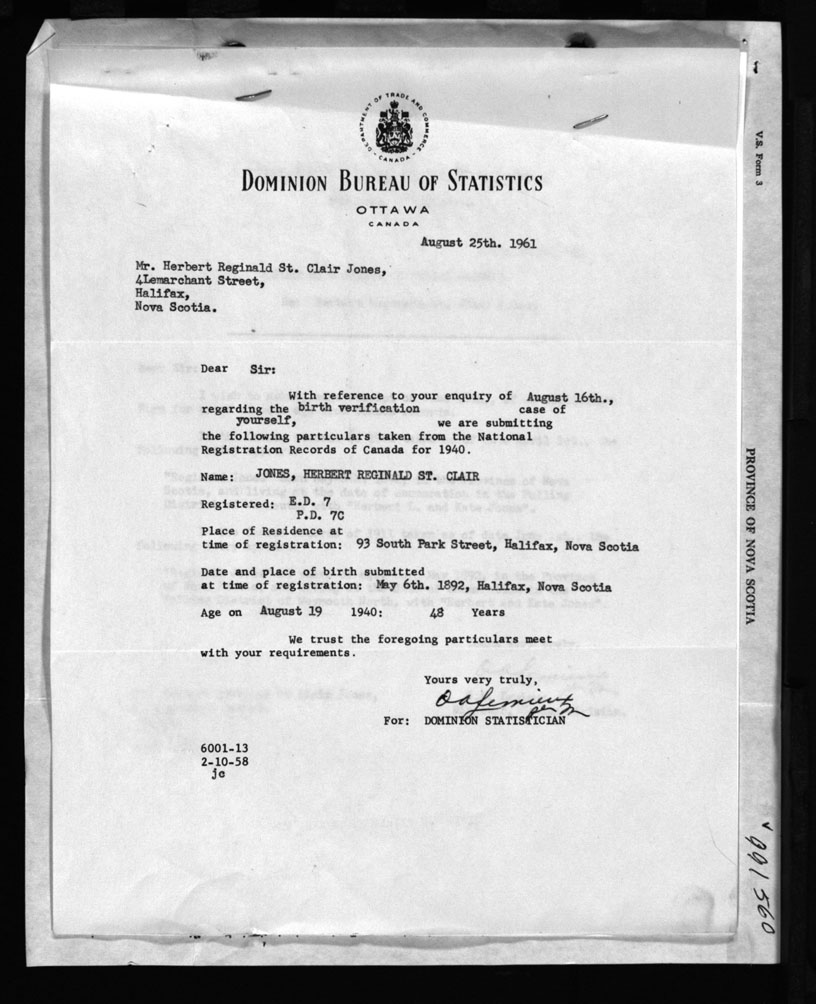 DEPARTMENT OF TRADE AND COMMERCE
- CANADA -
DOMINION BUREAU OF STATISTICS
OTTAWA
CANADA
August 25th. 1961
Mr. Herbert Reginald St. Clair Jones,
4Lemarchant Street,
Halifax,
Nova Scotia.
Dear Sir:
With reference to your enquiry of August 16th.,
regarding the birth verification case of
yourself, we are submitting
the following particulars taken from the National
Registration Records of Canada for 1940.
Name: JONES, HERBERT REGINALD ST. CLAIR
Registered: E.D. 7
P.D. 7C
Place of Residence at
time of registration: 93 South Park Street, Halifax, Nova Scotia
Date and place of birth submitted
at time of registration: May 6th. 1892, Halifax, Nova Scotia
Age on August 19 1940: 48 Years
We trust the foregoing particulars meet
with your requirements.
Yours very truly,
For: DOMINION STATISTICIAN
6001-13
2-10-58
jc
V.S. Form 3
PROVINCE OF NOVA SCOTIA
991560